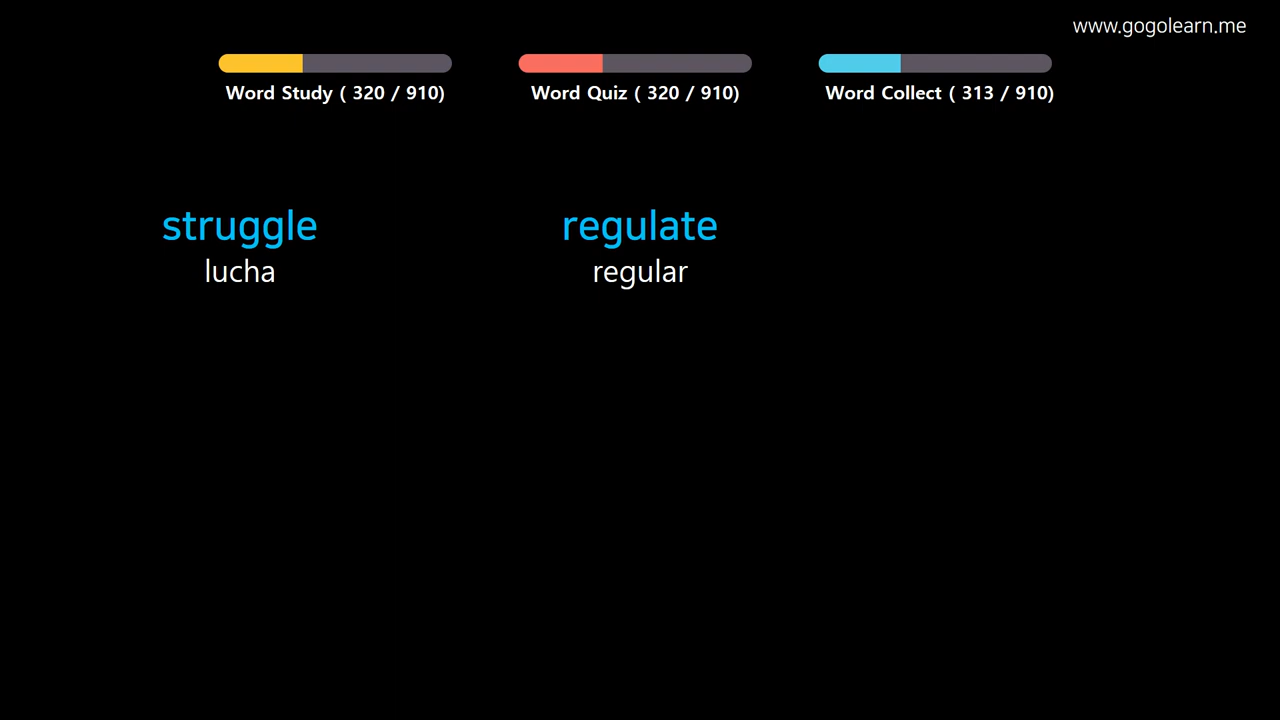 www.gogolearn.me
Word Study ( 320 / 910)
Word Quiz ( 320 / 910)
Word Collect ( 313 / 910)
struggle
lucha
regulate
regular